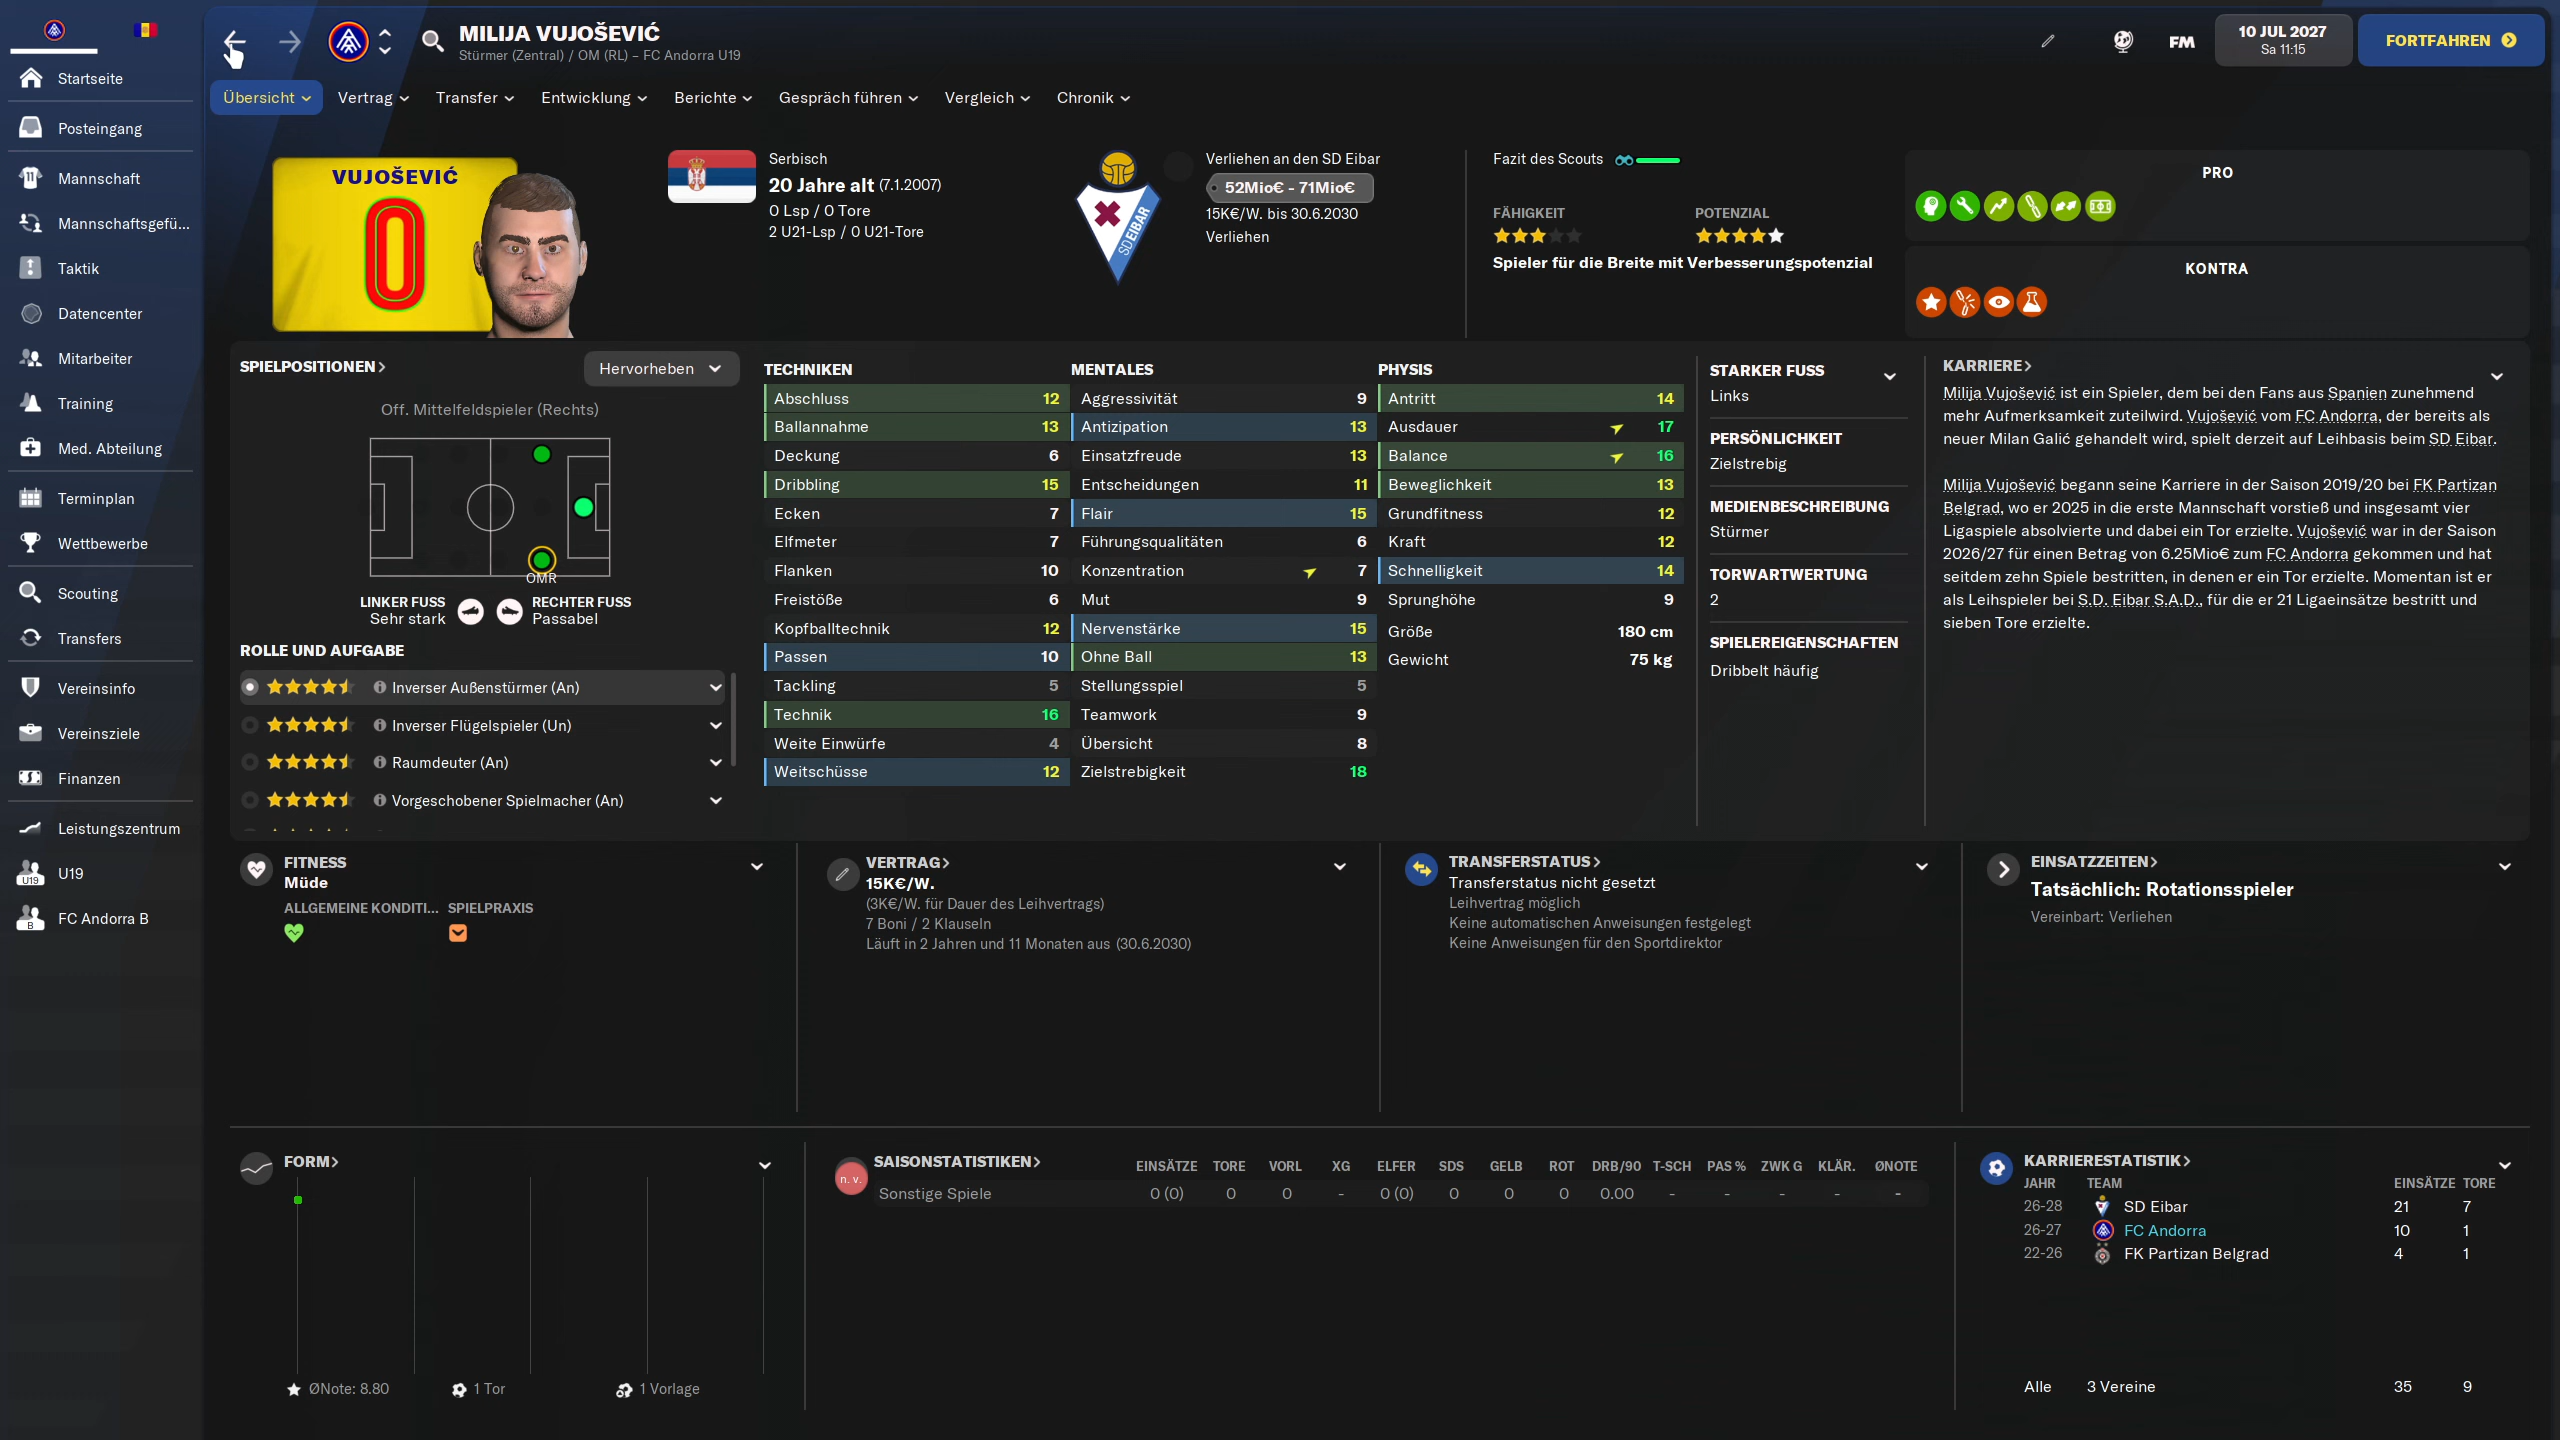 MILIJA VUJOŠEVIĆ
Stürmer (Zentral) / OM (RL) – FC Andorra U19
FM
10 JUL 2027
Sa 11:15
FORTFAHREN
Startseite
Posteingang
Mannschaft
Mannschaftsgefü...
Taktik
Datencenter
Mitarbeiter
Training
Med. Abteilung
Terminplan
Wettbewerbe
Scouting
Transfers
Vereinsinfo
Vereinsziele
Finanzen
Leistungszentrum
U19 U19
B FC Andorra B
Übersicht Vertrag Transfer Entwicklung Berichte Gespräch führen Vergleich Chronik
VUJOŠEVIĆ
0
Serbisch
20 Jahre alt (7.1.2007)
0 Lsp / 0 Tore
2 U21-Lsp / 0 U21-Tore
SD EIBAR
Verliehen an den SD Eibar
52Mio€ - 71Mio€
15K€/W. bis 30.6.2030
Verliehen
Fazit des Scouts
FÄHIGKEIT POTENZIAL
Spieler für die Breite mit Verbesserungspotenzial
PRO
KONTRA
SPIELPOSITIONEN
Hervorheben
Off. Mittelfeldspieler (Rechts)
OMR
LINKER FUSS RECHTER FUSS
Sehr stark Passabel
ROLLE UND AUFGABE
Inverser Außenstürmer (An)
Inverser Flügelspieler (Un)
Raumdeuter (An)
Vorgeschobener Spielmacher (An)
TECHNIKEN
Abschluss 12
Ballannahme 13
Deckung 6
Dribbling 15
Ecken 7
Elfmeter 7
Flanken 10
Freistöße 6
Kopfballtechnik 12
Passen 10
Tackling 5
Technik 16
Weite Einwürfe 4
Weitschüsse 12
MENTALES
Aggressivität 9
Antizipation 13
Einsatzfreude 13
Entscheidungen 11
Flair 15
Führungsqualitäten 6
Konzentration 7
Mut 9
Nervenstärke 15
Ohne Ball 13
Stellungsspiel 5
Teamwork 9
Übersicht 8
Zielstrebigkeit 18
PHYSIS
Antritt 14
Ausdauer 17
Balance 16
Beweglichkeit 13
Grundfitness 12
Kraft 12
Schnelligkeit 14
Sprunghöhe 9
Größe 180 cm
Gewicht 75 kg
STARKER FUSS
Links
PERSÖNLICHKEIT
Zielstrebig
MEDIENBESCHREIBUNG
Stürmer
TORWARTWERTUNG
2
SPIELEREIGENSCHAFTEN
Dribbelt häufig
KARRIERE
Milija Vujošević ist ein Spieler, dem bei den Fans aus Spanien zunehmend
mehr Aufmerksamkeit zuteilwird. Vujošević vom FC Andorra, der bereits als
neuer Milan Galić gehandelt wird, spielt derzeit auf Leihbasis beim SD Eibar.
Milija Vujošević begann seine Karriere in der Saison 2019/20 bei FK Partizan
Belgrad, wo er 2025 in die erste Mannschaft vorstieß und insgesamt vier
Ligaspiele absolvierte und dabei ein Tor erzielte. Vujošević war in der Saison
2026/27 für einen Betrag von 6.25Mio€ zum FC Andorra gekommen und hat
seitdem zehn Spiele bestritten, in denen er ein Tor erzielte. Momentan ist er
als Leihspieler bei S.D. Eibar S.A.D., für die er 21 Ligaeinsätze bestritt und
sieben Tore erzielte.
FITNESS
Müde
ALLGEMEINE KONDITI... SPIELPRAXIS
VERTRAG
15K€/W.
(3K€/W. für Dauer des Leihvertrags)
7 Boni / 2 Klauseln
Läuft in 2 Jahren und 11 Monaten aus (30.6.2030)
TRANSFERSTATUS
Transferstatus nicht gesetzt
Leihvertrag möglich
Keine automatischen Anweisungen festgelegt
Keine Anweisungen für den Sportdirektor
EINSATZZEITEN
Tatsächlich: Rotationsspieler
Vereinbart: Verliehen
FORM
ØNote: 8.80 1 Tor 1 Vorlage
n. v.
SAISONSTATISTIKEN EINSÄTZE TORE VORL XG ELFER SDS GELB ROT DRB/90 T-SCH PAS % ZWK G KLÄR. ØNOTE
Sonstige Spiele 0 (0) 0 0 - 0 (0) 0 0 0 0.00 - - - - -
KARRIERESTATISTIK
JAHR TEAM EINSÄTZE TORE
26-28 SD Eibar 21 7
26-27 FC Andorra 10 1
22-26 FK Partizan Belgrad 4 1
Alle 3 Vereine 35 9